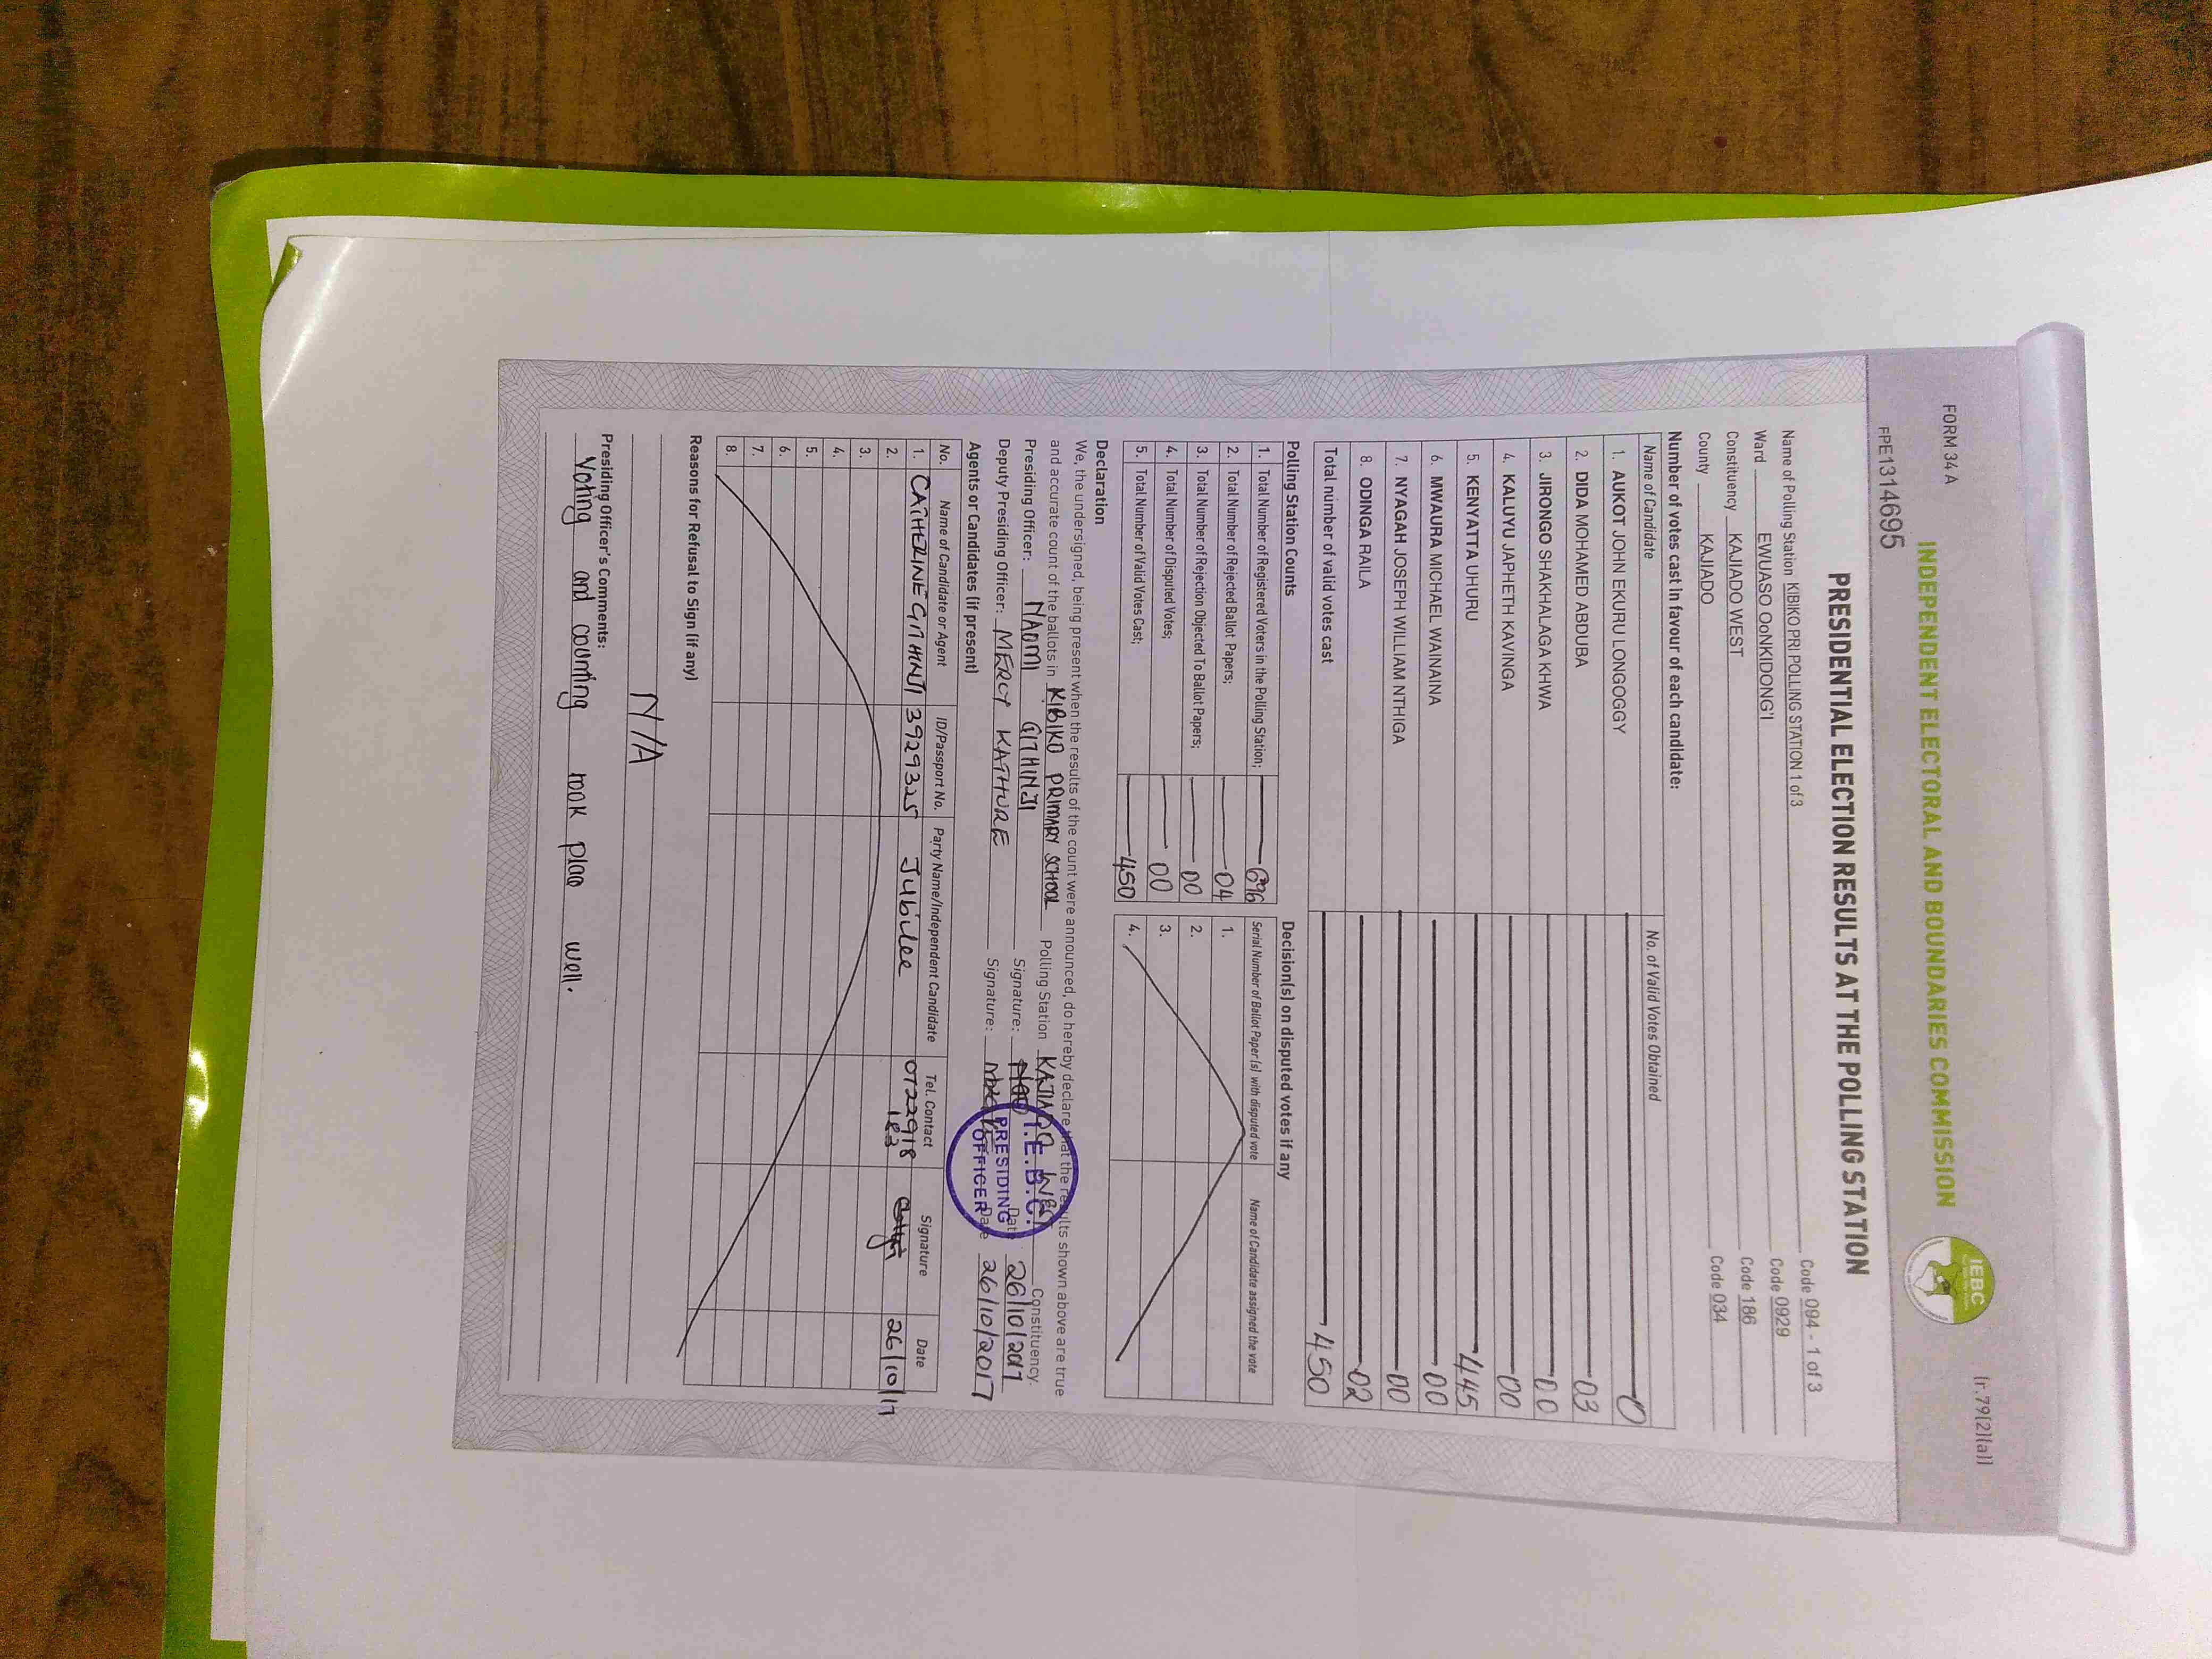 FORM 34A
(r.79(2)(a))
INDEPENDENT ELECTORAL AND BOUNDARIES COMMISSION
IEBC
FPE1314695
PRESIDENTIAL ELECTION RESULTS AT THE POLLING STATION
Name of Polling Station KIBIKO PRI POLLING STATION 1 of 3 Code 094 - 1 of 3
Ward EWUASO OoNKIDONG'I Code 0929
Constituency KAJIADO WEST Code 186
County KAJIADO Code 034
Number of votes cast in favour of each candidate:
Name of Candidate No. of Valid Votes Obtained
1. AUKOT JOHN EKURU LONGOGGY 0
2. DIDA MOHAMED ABDUBA 03
3. JIRONGO SHAKHALAGA KHWA 00
4. KALUYU JAPHETH KAVINGA 00
5. KENYATTA UHURU 445
6. MWAURA MICHAEL WAINAINA 00
7. NYAGAH JOSEPH WILLIAM NTHIGA 00
8. ODINGA RAILA 02
Total number of valid votes cast 450
Polling Station Counts
1. Total Number of Registered Voters in the Polling Station; 696
2. Total Number of Rejected Ballot Papers; 04
3. Total Number of Rejection Objected To Ballot Papers; 00
4. Total Number of Disputed Votes; 00
5. Total Number of Valid Votes Cast; 450
Decision(s) on disputed votes if any
Serial Number of Ballot Paper (s) with disputed vote Name of Candidate assigned the vote
1.
2.
3.
4.
Declaration
We, the undersigned, being present when the results of the count were announced, do hereby declare that the results shown above are true
and accurate count of the ballots in KIBIKO PRIMARY SCHOOL Polling Station KAJIADO WEST Constituency.
Presiding Officer: NAOMI GITHINJI Signature: Date 26/10/2017
Deputy Presiding Officer: MERCY KATHURE Signature: Date 26/10/2017
I.E.B.C.
PRESIDING
OFFICER
Agents or Candidates (if present)
No. Name of Candidate or Agent ID/Passport No. Party Name/Independent Candidate Tel. Contact Signature Date
1. CATHERINE GITHINJI 3929325 Jubilee 0722918 26/10/17
2. 123
3.
4.
5.
6.
7.
8.
Reasons for Refusal to Sign (if any)
N/A
Presiding Officer's Comments:
Voting and counting took place well.